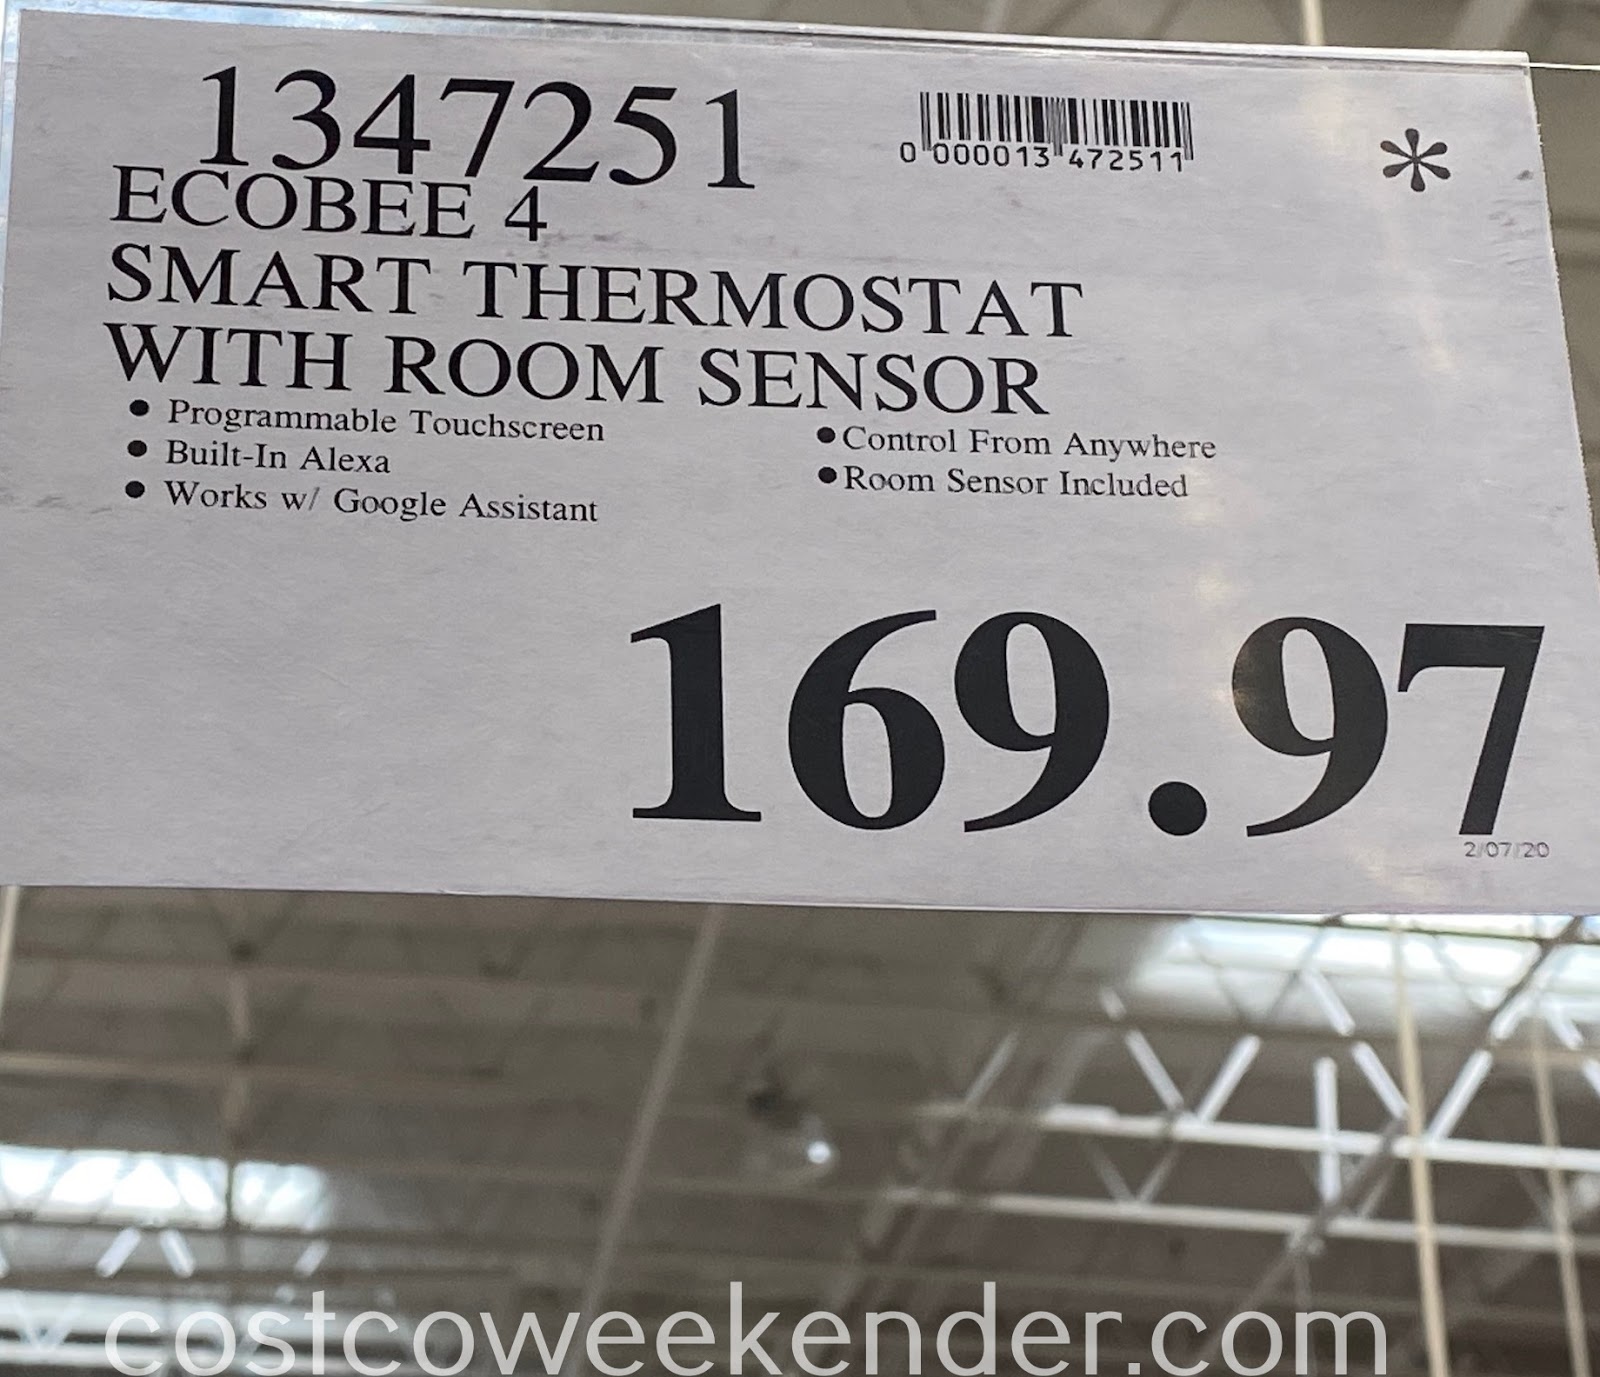 1347251
0 000013 472511
*
ECOBEE 4
SMART THERMOSTAT
WITH ROOM SENSOR
● Programmable Touchscreen
● Built-In Alexa
● Works w/ Google Assistant
● Control From Anywhere
● Room Sensor Included
169.97
2/07/20
costcoweekender.com